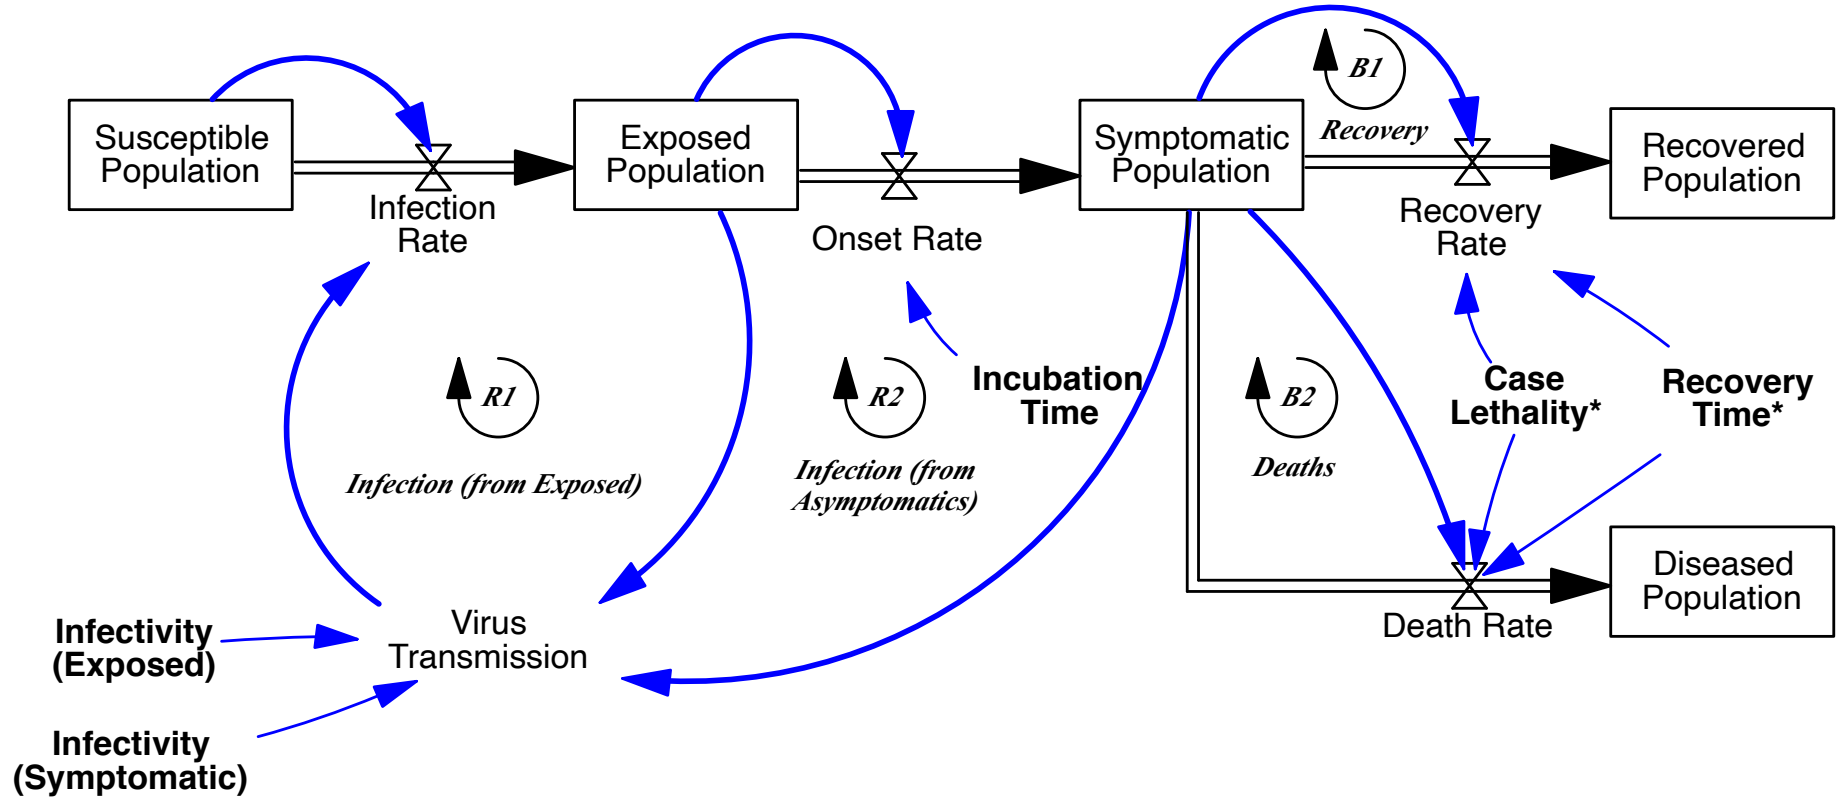 Susceptible
Population
Infection
Rate
Exposed
Population
Onset Rate
Symptomatic
Population
B1
Recovery
Recovery
Rate
Recovered
Population
R1
Infection (from Exposed)
R2
Infection (from
Asymptomatics)
Incubation
Time
B2
Deaths
Case
Lethality*
Recovery
Time*
Virus
Transmission
Infectivity
(Exposed)
Infectivity
(Symptomatic)
Death Rate
Diseased
Population